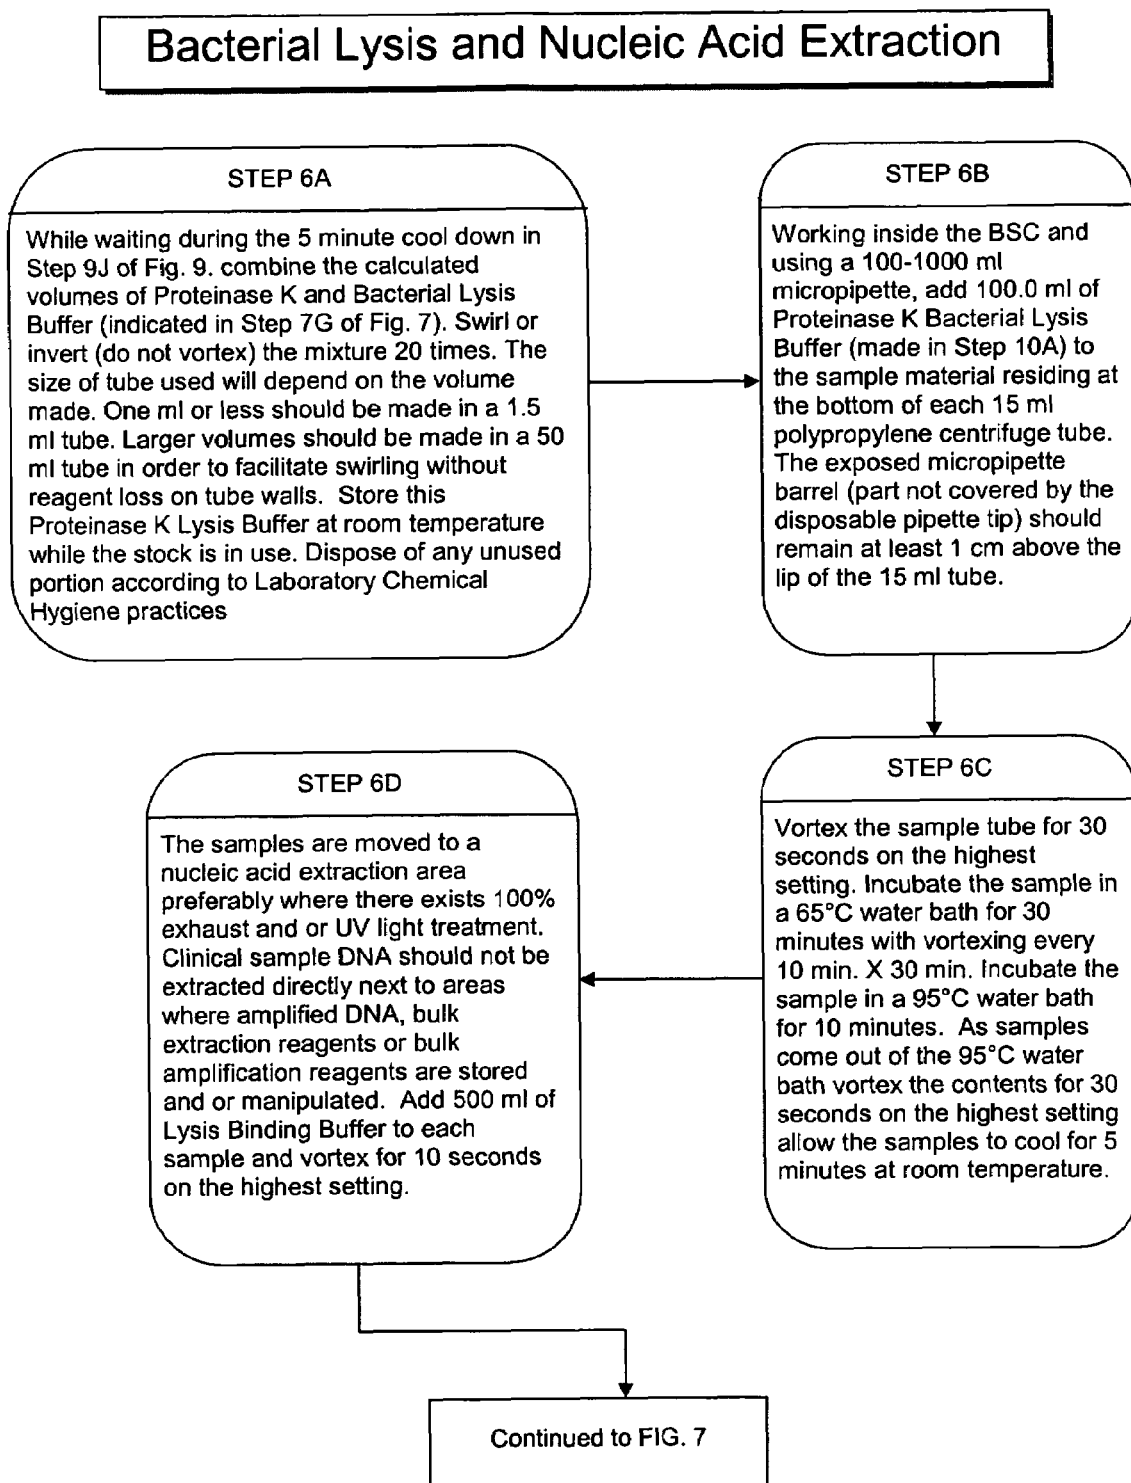 Bacterial Lysis and Nucleic Acid Extraction
STEP 6A
While waiting during the 5 minute cool down in
Step 9J of Fig. 9. combine the calculated
volumes of Proteinase K and Bacterial Lysis
Buffer (indicated in Step 7G of Fig. 7). Swirl or
invert (do not vortex) the mixture 20 times. The
size of tube used will depend on the volume
made. One ml or less should be made in a 1.5
ml tube. Larger volumes should be made in a 50
ml tube in order to facilitate swirling without
reagent loss on tube walls. Store this
Proteinase K Lysis Buffer at room temperature
while the stock is in use. Dispose of any unused
portion according to Laboratory Chemical
Hygiene practices
STEP 6B
Working inside the BSC and
using a 100-1000 ml
micropipette, add 100.0 ml of
Proteinase K Bacterial Lysis
Buffer (made in Step 10A) to
the sample material residing at
the bottom of each 15 ml
polypropylene centrifuge tube.
The exposed micropipette
barrel (part not covered by the
disposable pipette tip) should
remain at least 1 cm above the
lip of the 15 ml tube.
STEP 6C
Vortex the sample tube for 30
seconds on the highest
setting. Incubate the sample in
a 65°C water bath for 30
minutes with vortexing every
10 min. X 30 min. Incubate the
sample in a 95°C water bath
for 10 minutes. As samples
come out of the 95°C water
bath vortex the contents for 30
seconds on the highest setting
allow the samples to cool for 5
minutes at room temperature.
STEP 6D
The samples are moved to a
nucleic acid extraction area
preferably where there exists 100%
exhaust and or UV light treatment.
Clinical sample DNA should not be
extracted directly next to areas
where amplified DNA, bulk
extraction reagents or bulk
amplification reagents are stored
and or manipulated. Add 500 ml of
Lysis Binding Buffer to each
sample and vortex for 10 seconds
on the highest setting.
Continued to FIG. 7